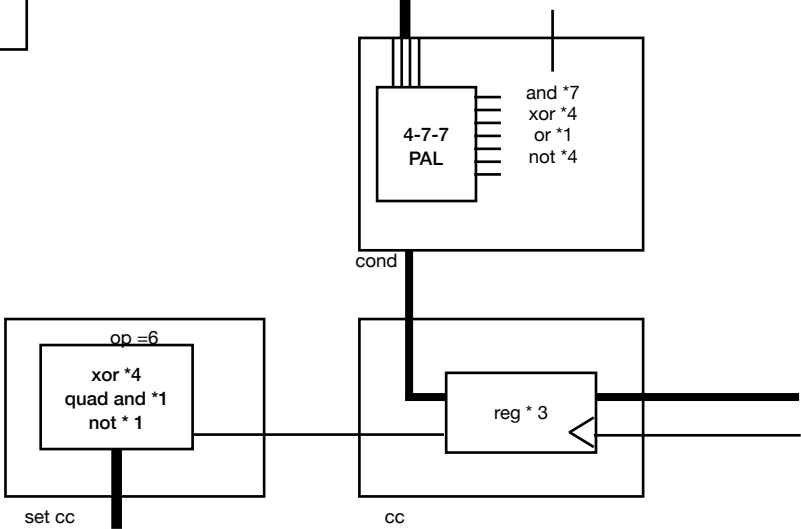 and *7
xor *4
or *1
not *4
4-7-7
PAL
cond
op =6
xor *4
quad and *1
not * 1
reg * 3
set cc
cc